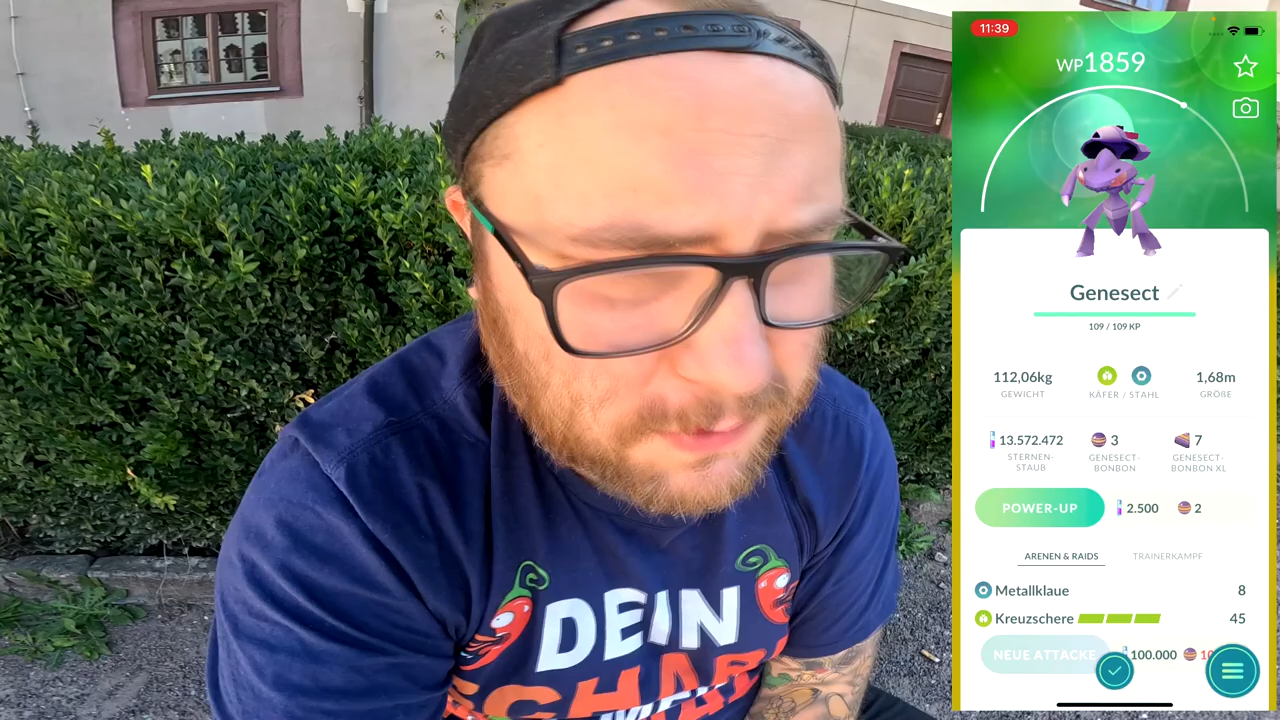 11:39
WP1859
Genesect
109 / 109 KP
112,06kg
GEWICHT
KÄFER / STAHL
1,68m
GRÖßE
13.572.472
STERNEN-
STAUB
3
GENESECT-
BONBON
7
GENESECT-
BONBON XL
POWER-UP
2.500
2
ARENEN & RAIDS
TRAINERKAMPF
Metallklaue
8
Kreuzschere
45
NEUE ATTACKE
100.000
DEIN